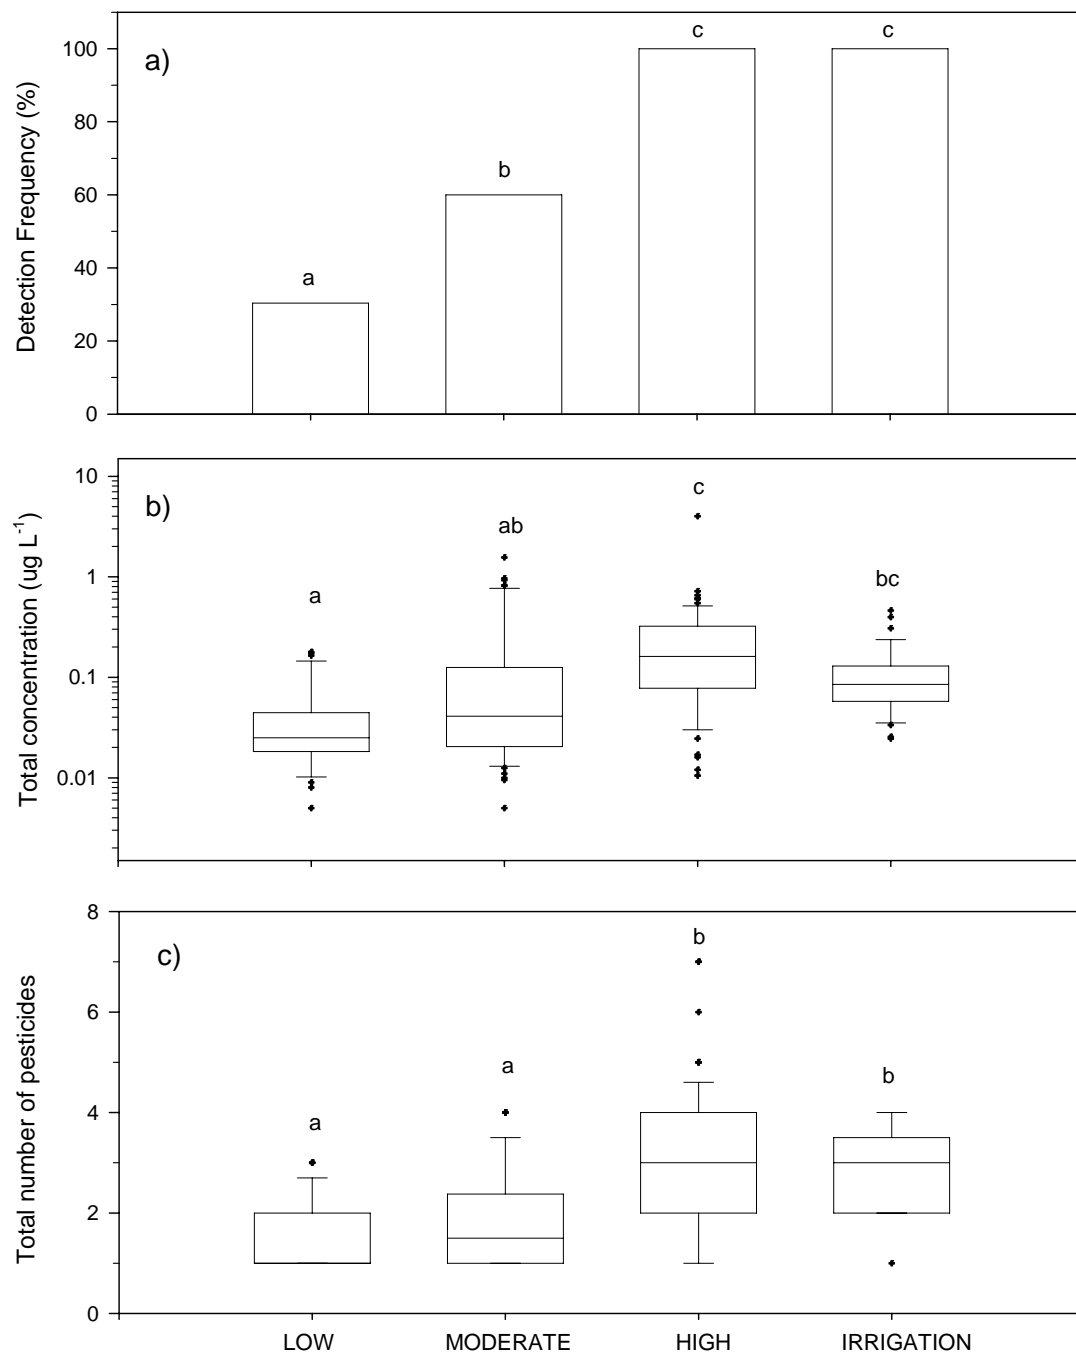 Detection Frequency (%)
100
80
60
40
20
0
a)
a
b
c
c
Total concentration (ug L⁻¹)
10
1
0.1
0.01
b)
a
ab
c
bc
Total number of pesticides
8
6
4
2
0
c)
a
a
b
b
LOW MODERATE HIGH IRRIGATION